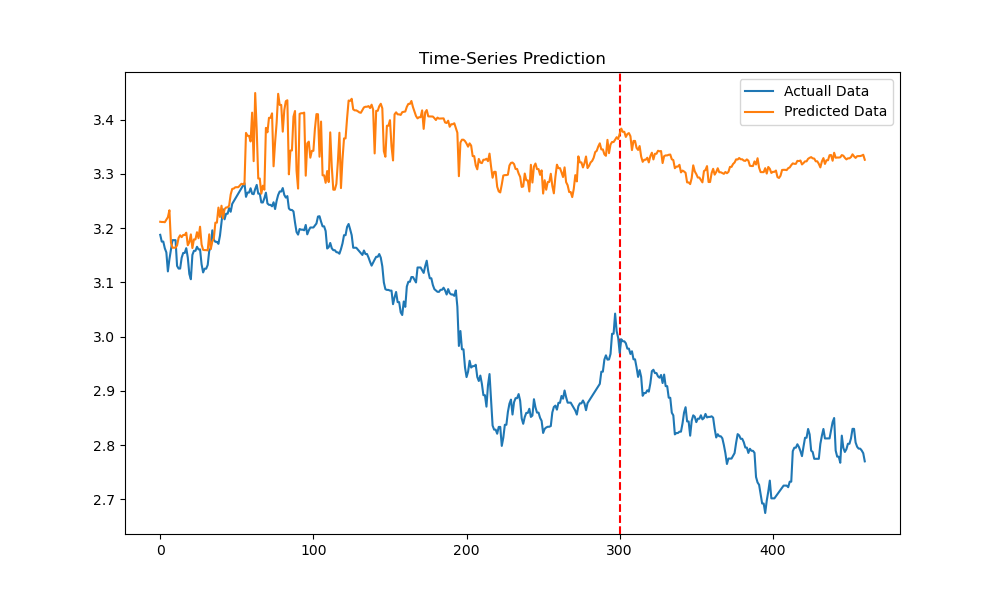 Time-Series Prediction
Actuall Data
Predicted Data
3.4
3.3
3.2
3.1
3.0
2.9
2.8
2.7
0 100 200 300 400